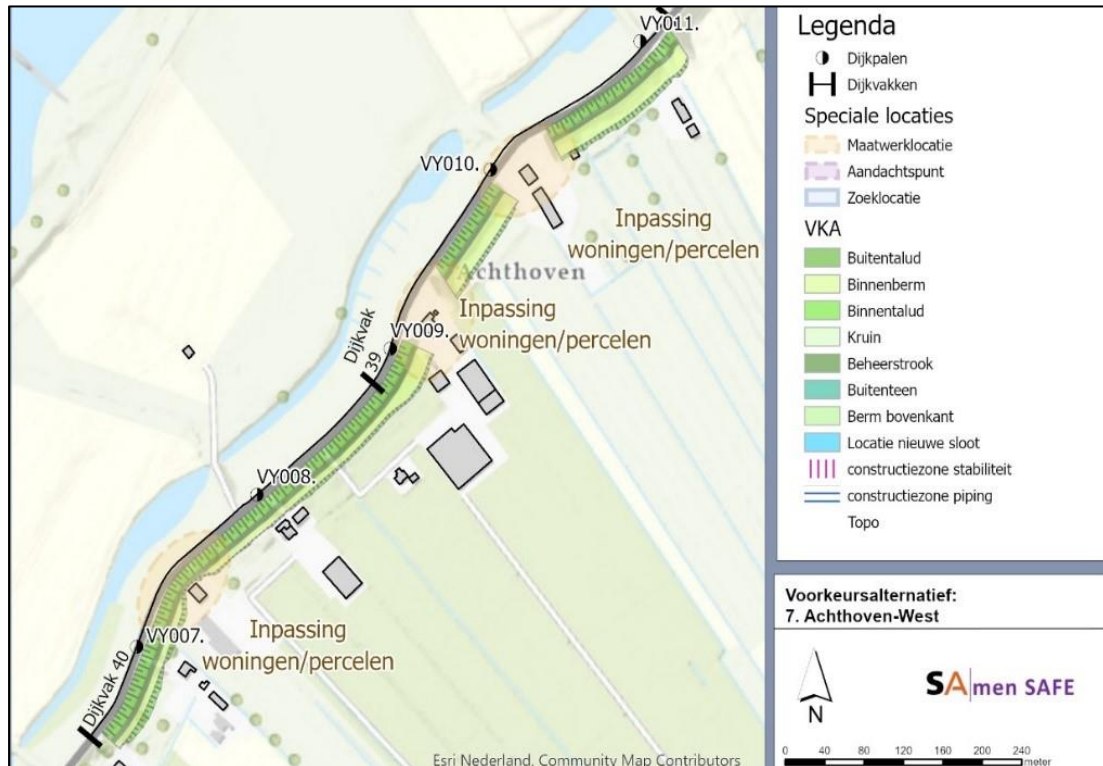 VY011.
VY010.
Inpassing
woningen/percelen
Achthoven
Inpassing
woningen/percelen
VY009.
Dijkvak
39
VY008.
VY007.
Inpassing
woningen/percelen
Dijkvak 40
Esri Nederland, Community Map Contributors
Legenda
Dijkpalen
Dijkvakken
Speciale locaties
Maatwerklocatie
Aandachtspunt
Zoeklocatie
VKA
Buitentalud
Binnenberm
Binnentalud
Kruin
Beheerstrook
Buitenteen
Berm bovenkant
Locatie nieuwe sloot
constructiezone stabiliteit
constructiezone piping
Topo
Voorkeursalternatief:
7. Achthoven-West
N
SAmen SAFE
0 40 80 120 160 200 240
meter